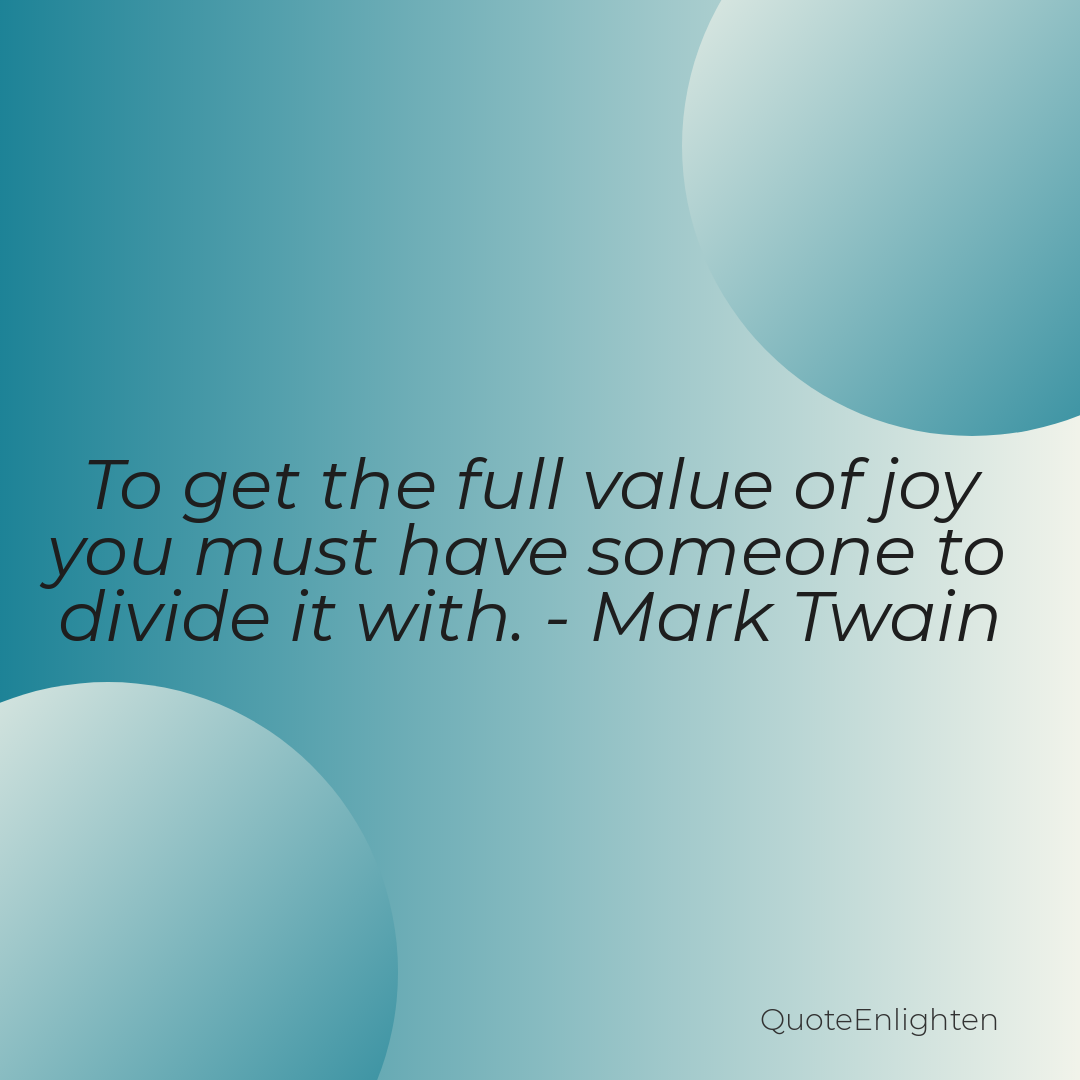 To get the full value of joy
you must have someone to
divide it with. - Mark Twain
QuoteEnlighten